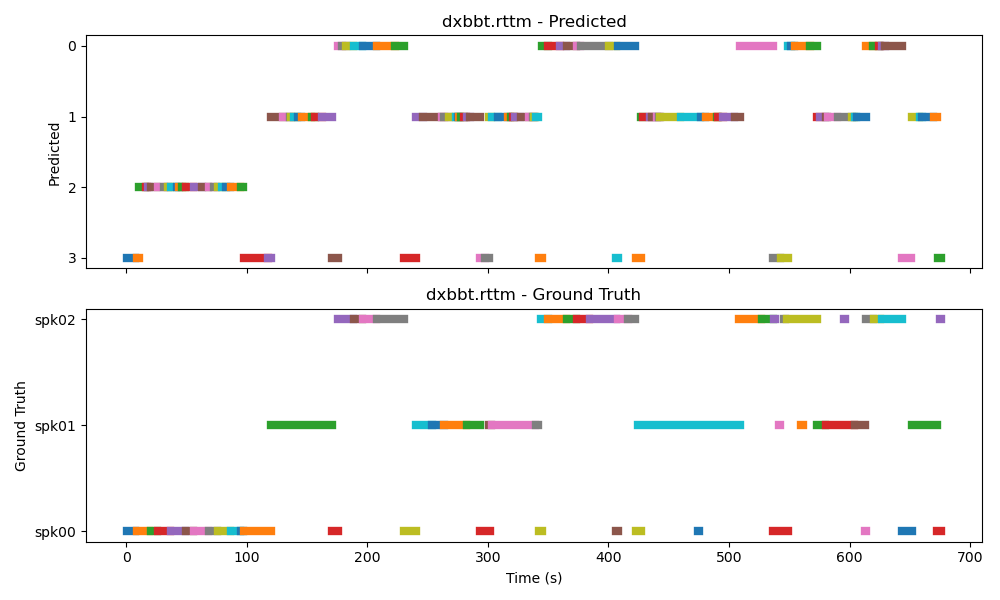 dxbbt.rttm - Predicted
Predicted
0
1
2
3
dxbbt.rttm - Ground Truth
Ground Truth
spk02
spk01
spk00
0 100 200 300 400 500 600 700
Time (s)